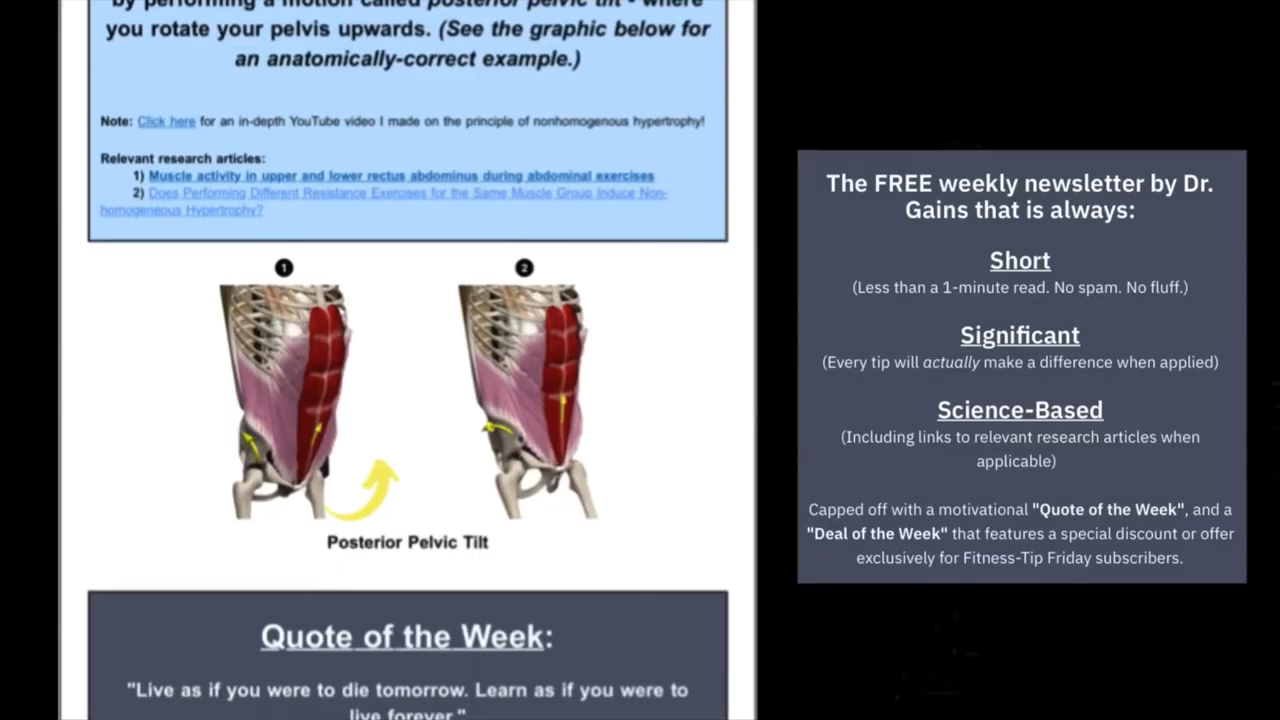 by performing a motion called posterior pelvic tilt - where
you rotate your pelvis upwards. (See the graphic below for
an anatomically-correct example.)
Note: Click here for an in-depth YouTube video I made on the principle of nonhomogenous hypertrophy!
Relevant research articles:
1) Muscle activity in upper and lower rectus abdominus during abdominal exercises
2) Does Performing Different Resistance Exercises for the Same Muscle Group Induce Non-
homogeneous Hypertrophy?
1
2
Posterior Pelvic Tilt
Quote of the Week:
"Live as if you were to die tomorrow. Learn as if you were to
live forever."
The FREE weekly newsletter by Dr.
Gains that is always:
Short
(Less than a 1-minute read. No spam. No fluff.)
Significant
(Every tip will actually make a difference when applied)
Science-Based
(Including links to relevant research articles when
applicable)
Capped off with a motivational "Quote of the Week", and a
"Deal of the Week" that features a special discount or offer
exclusively for Fitness-Tip Friday subscribers.